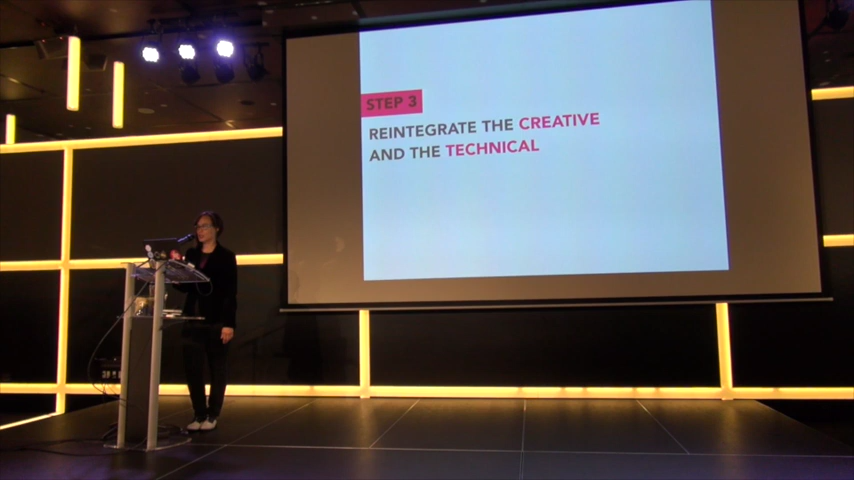 STEP 3
REINTEGRATE THE CREATIVE
AND THE TECHNICAL